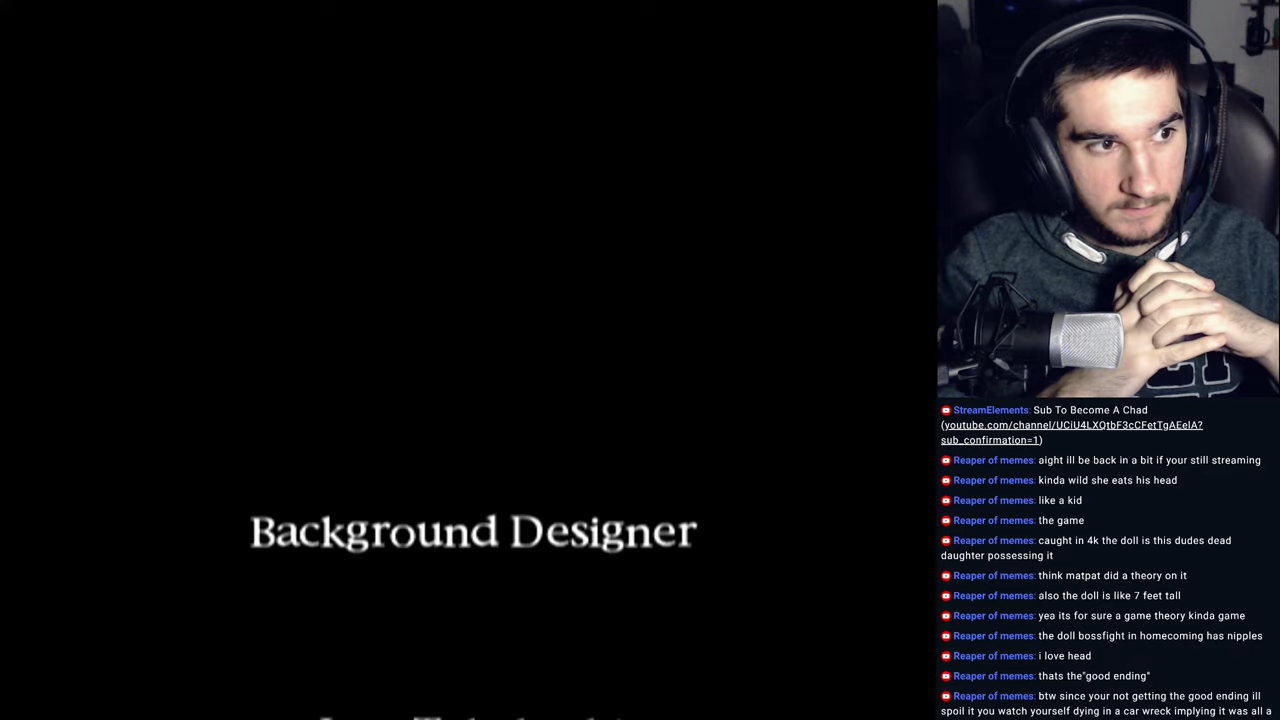 Background Designer
StreamElements: Sub To Become A Chad
(youtube.com/channel/UCiU4LXQtbF3cCFetTgAEeIA?
sub_confirmation=1)
Reaper of memes: aight ill be back in a bit if your still streaming
Reaper of memes: kinda wild she eats his head
Reaper of memes: like a kid
Reaper of memes: the game
Reaper of memes: caught in 4k the doll is this dudes dead
daughter possessing it
Reaper of memes: think matpat did a theory on it
Reaper of memes: also the doll is like 7 feet tall
Reaper of memes: yea its for sure a game theory kinda game
Reaper of memes: the doll bossfight in homecoming has nipples
Reaper of memes: i love head
Reaper of memes: thats the"good ending"
Reaper of memes: btw since your not getting the good ending ill
spoil it you watch yourself dying in a car wreck implying it was all a